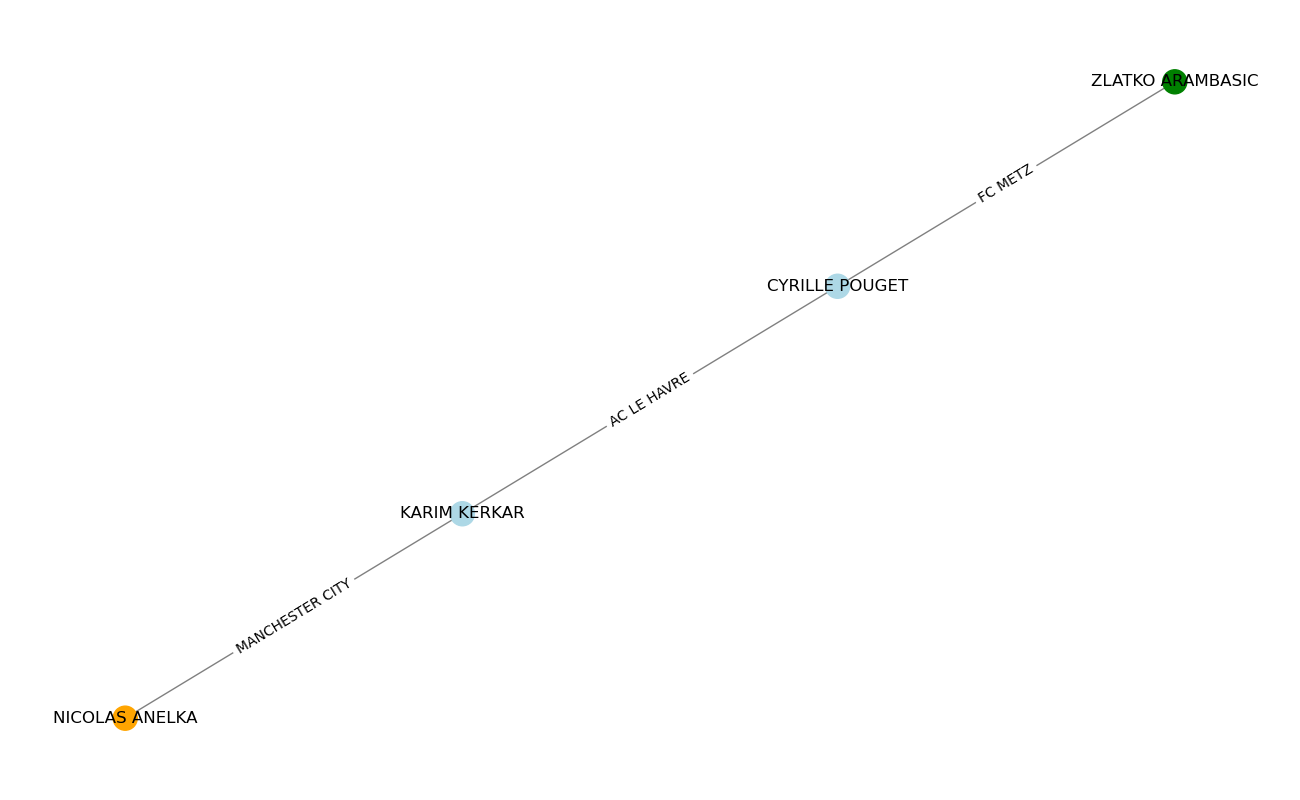 ZLATKO ARAMBASIC
FC METZ
CYRILLE POUGET
AC LE HAVRE
KARIM KERKAR
MANCHESTER CITY
NICOLAS ANELKA